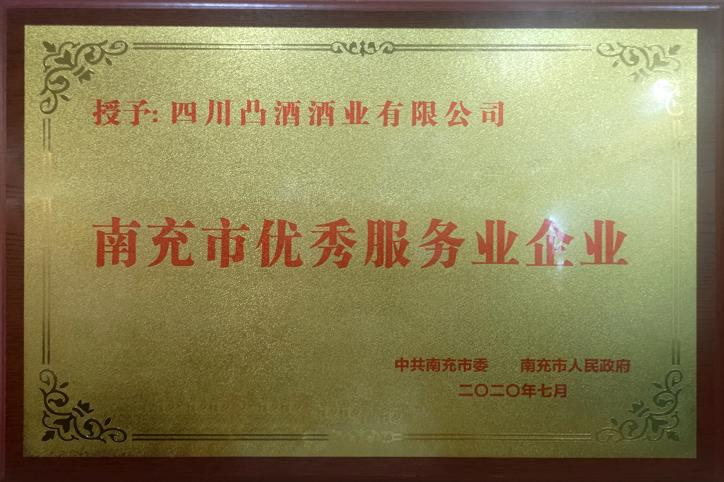 授予:四川凸酒酒业有限公司
南充市优秀服务业企业
中共南充市委 南充市人民政府
二〇二〇年七月